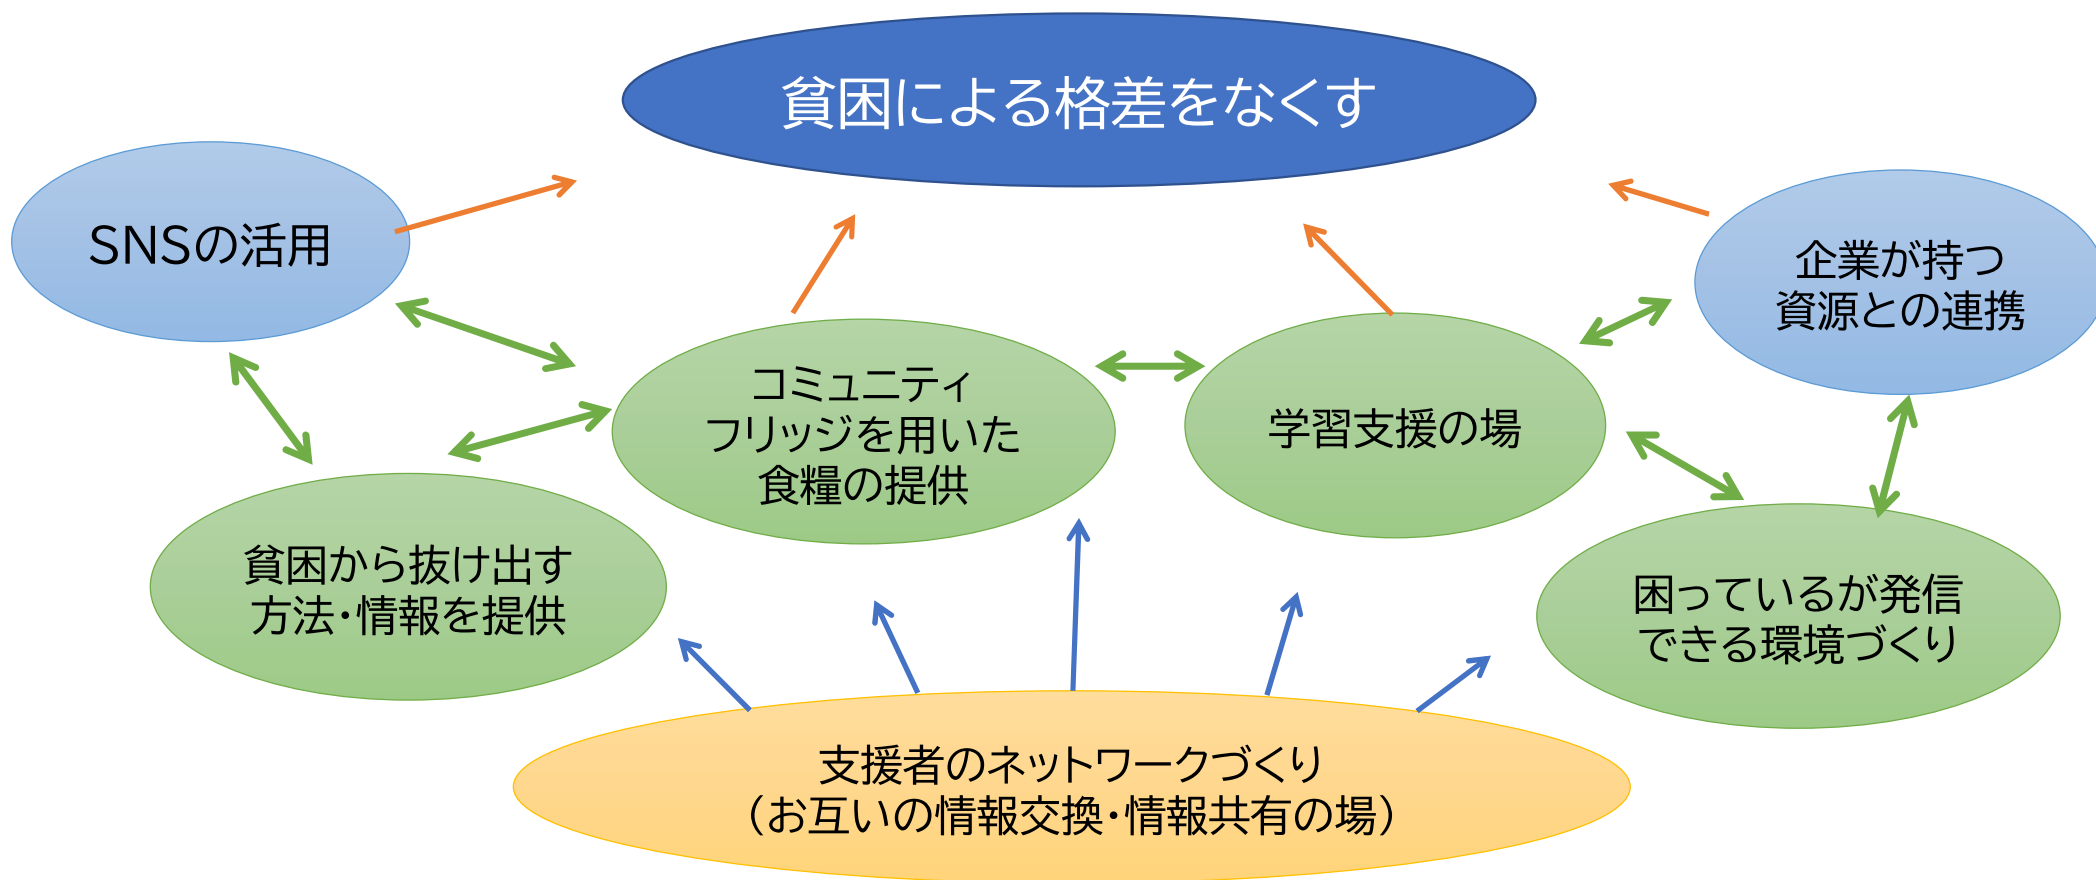 貧困による格差をなくす
SNSの活用
企業が持つ
資源との連携
コミュニティ
フリッジを用いた
食糧の提供
学習支援の場
貧困から抜け出す
方法・情報を提供
困っているが発信
できる環境づくり
支援者のネットワークづくり
（お互いの情報交換・情報共有の場）